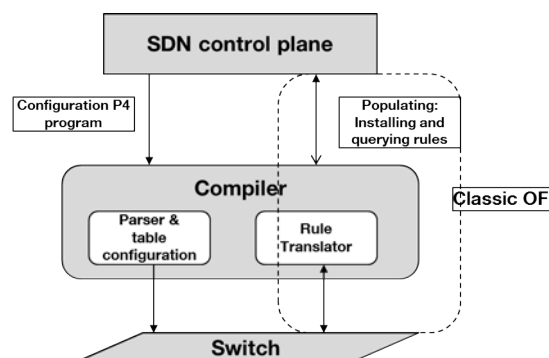 SDN control plane
Configuration P4
program
Populating:
Installing and
querying rules
Compiler
Classic OF
Parser &
table
configuration
Rule
Translator
Switch